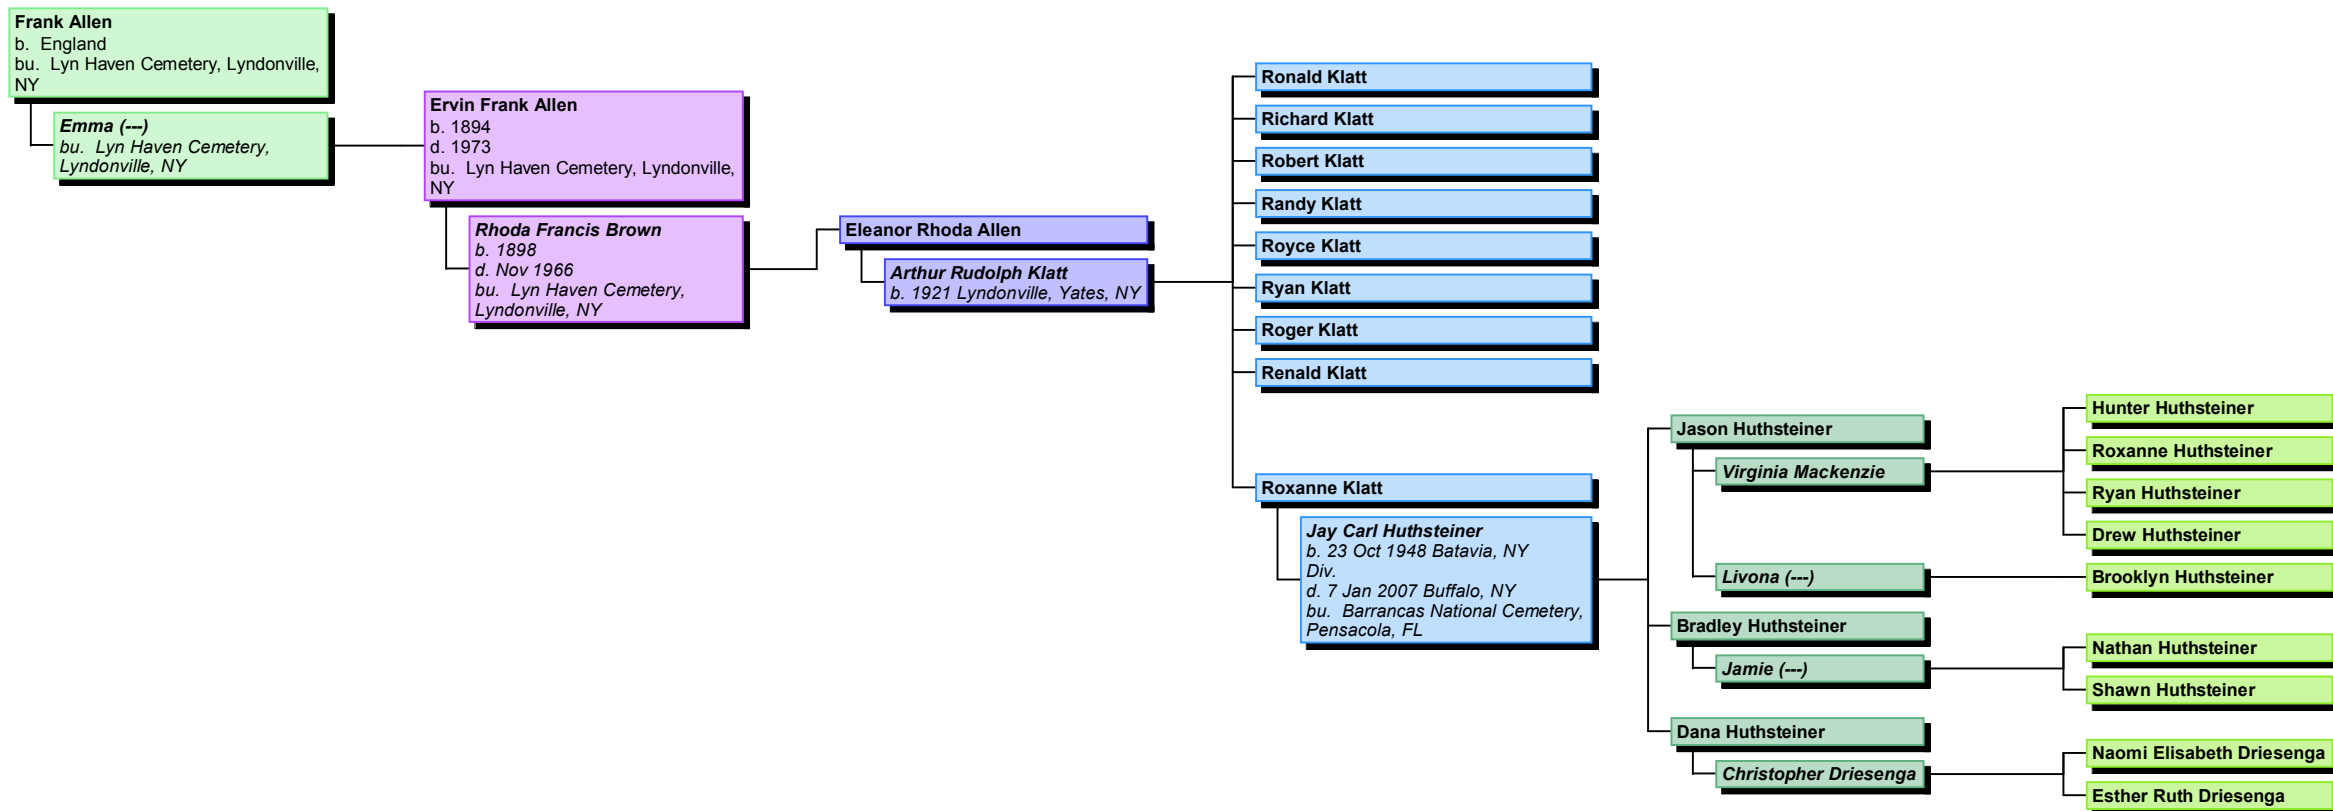 Frank Allen
b.  England
bu.  Lyn Haven Cemetery, Lyndonville,
NY
Emma (---)
bu.  Lyn Haven Cemetery,
Lyndonville, NY
Ervin Frank Allen
b. 1894
d. 1973
bu.  Lyn Haven Cemetery, Lyndonville,
NY
Rhoda Francis Brown
b. 1898
d. Nov 1966
bu.  Lyn Haven Cemetery,
Lyndonville, NY
Eleanor Rhoda Allen
Arthur Rudolph Klatt
b. 1921 Lyndonville, Yates, NY
Ronald Klatt
Richard Klatt
Robert Klatt
Randy Klatt
Royce Klatt
Ryan Klatt
Roger Klatt
Renald Klatt
Roxanne Klatt
Jay Carl Huthsteiner
b. 23 Oct 1948 Batavia, NY
Div.
d. 7 Jan 2007 Buffalo, NY
bu.  Barrancas National Cemetery,
Pensacola, FL
Jason Huthsteiner
Virginia Mackenzie
Livona (---)
Bradley Huthsteiner
Jamie (---)
Dana Huthsteiner
Christopher Driesenga
Hunter Huthsteiner
Roxanne Huthsteiner
Ryan Huthsteiner
Drew Huthsteiner
Brooklyn Huthsteiner
Nathan Huthsteiner
Shawn Huthsteiner
Naomi Elisabeth Driesenga
Esther Ruth Driesenga